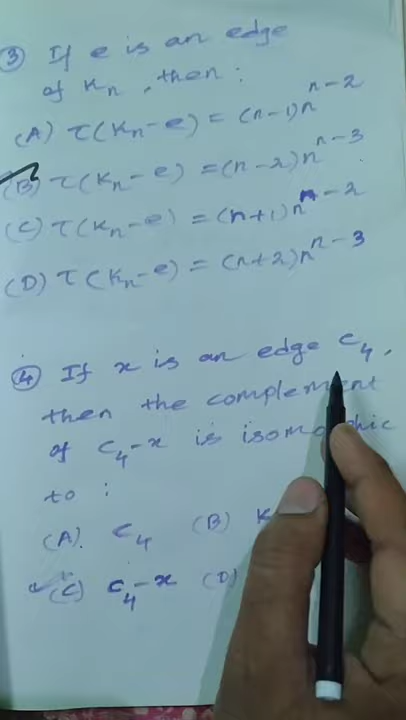 ③ If e is an edge
of Kn, then :
(A) τ(Kn-e) = (n-1)n^n-2
(B) τ(Kn-e) = (n-2)n^n-3
(C) τ(Kn-e) = (n+1)n^n-2
(D) τ(Kn-e) = (n+2)n^n-3
④ If x is an edge C4,
then the complement
of C4-x is isomorphic
to :
(A). C4 (B) K
(C) C4-x (D)